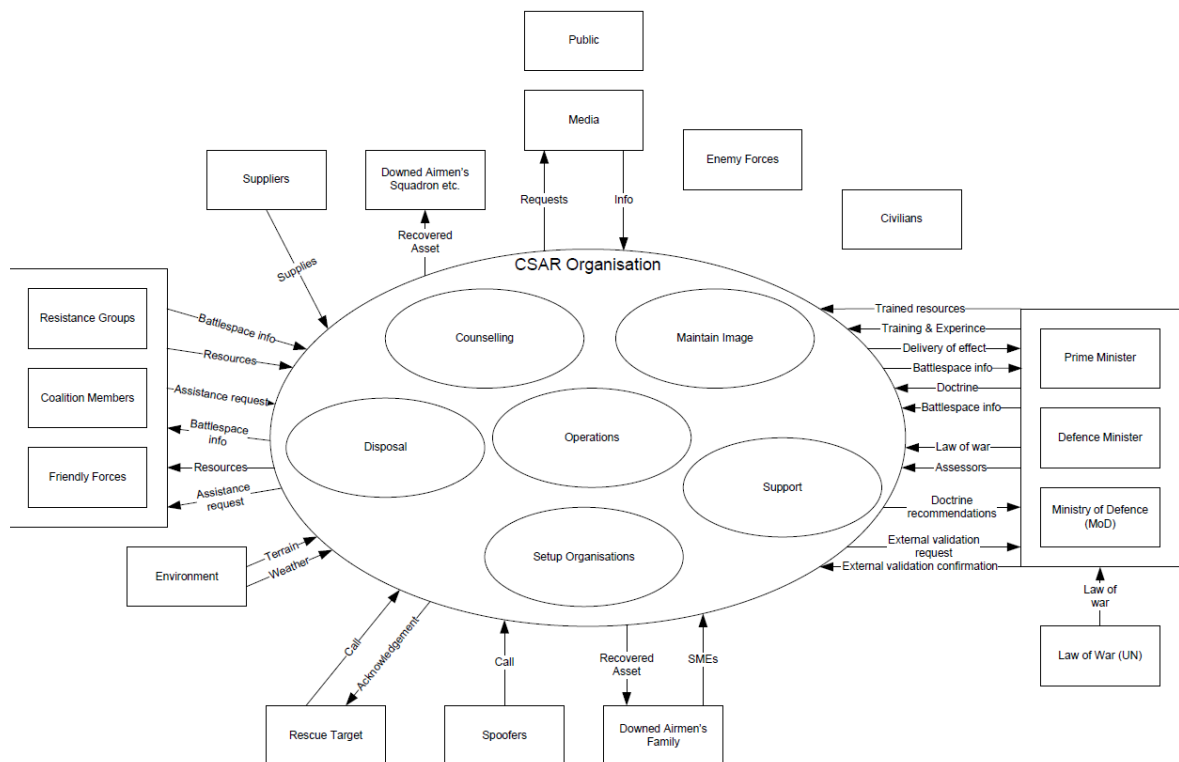 Public
Media
Enemy Forces
Suppliers
Downed Airmen's
Squadron etc.
Civilians
Requests
Info
Recovered
Asset
Supplies
CSAR Organisation
Resistance Groups
Coalition Members
Friendly Forces
Battlespace info
Resources
Assistance request
Battlespace
info
Resources
Assistance
request
Counselling
Maintain Image
Disposal
Operations
Support
Setup Organisations
Trained resources
Training & Experince
Delivery of effect
Battlespace info
Doctrine
Battlespace info
Law of war
Assessors
Doctrine
recommendations
External validation
request
External validation confirmation
Prime Minister
Defence Minister
Ministry of Defence
(MoD)
Law of
war
Law of War (UN)
Environment
Terrain
Weather
Call
Acknowledgement
Call
Recovered
Asset
SMEs
Rescue Target
Spoofers
Downed Airmen's
Family